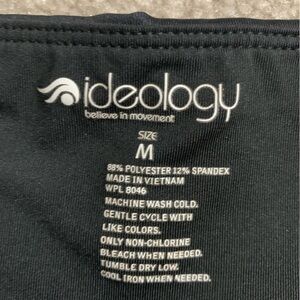 ideology
believe in movement
SIZE
M
88% POLYESTER 12% SPANDEX
MADE IN VIETNAM
WPL 8046
MACHINE WASH COLD.
GENTLE CYCLE WITH
LIKE COLORS.
ONLY NON-CHLORINE
BLEACH WHEN NEEDED.
TUMBLE DRY LOW.
COOL IRON WHEN NEEDED.